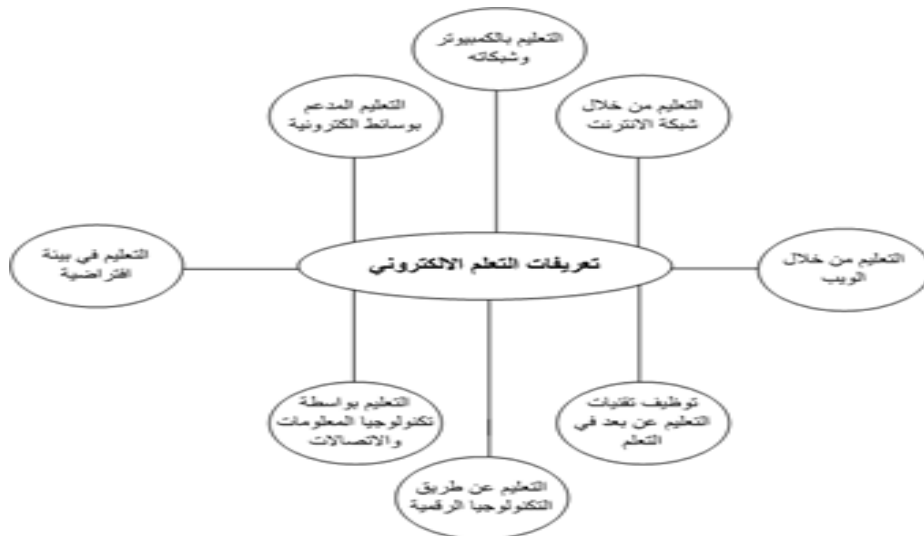 التعليم بالكمبيوتر
وشبكاته
التعليم من خلال
شبكة الانترنت
التعليم المدعم
بوسائط الكترونية
التعليم من خلال
الويب
تعريفات التعلم الالكتروني
التعليم في بيئة
افتراضية
توظيف تقنيات
التعليم عن بعد في
التعلم
التعليم بواسطة
تكنولوجيا المعلومات
والاتصالات
التعليم عن طريق
التكنولوجيا الرقمية